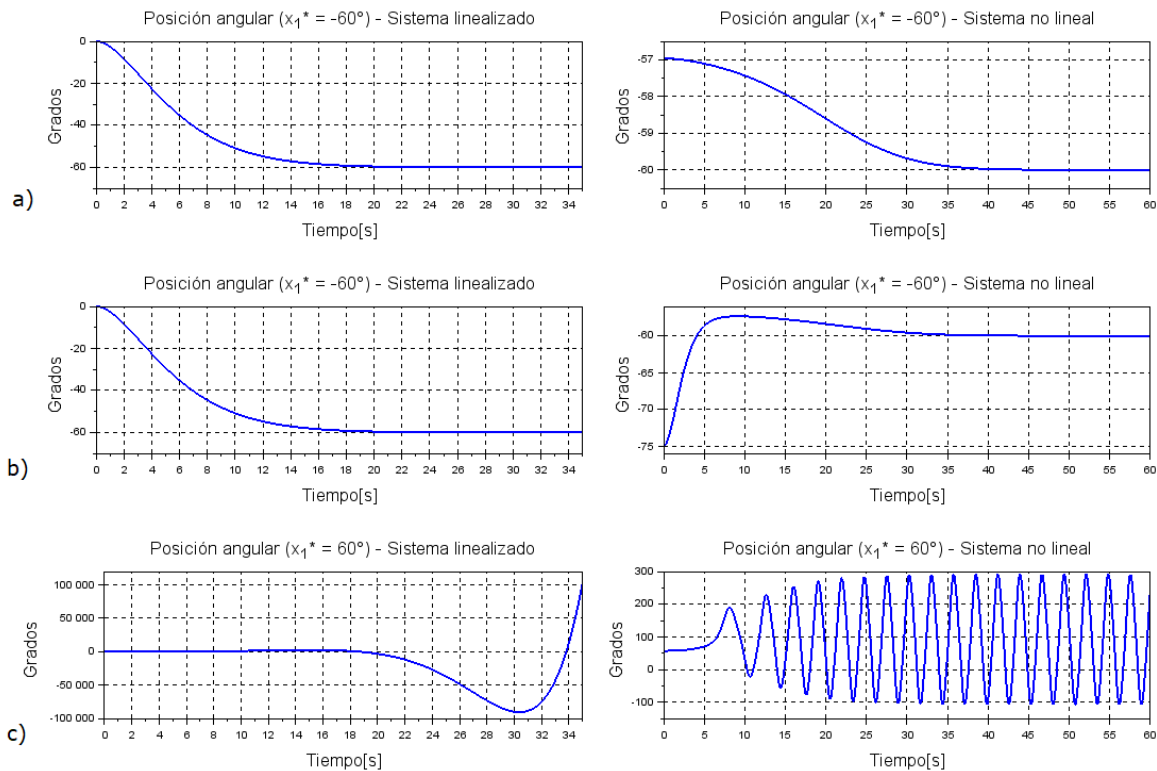 Posición angular (x₁* = -60°) - Sistema linealizado
Grados
0
-20
-40
-60
0 2 4 6 8 10 12 14 16 18 20 22 24 26 28 30 32 34
Tiempo[s]
Posición angular (x₁* = -60°) - Sistema no lineal
Grados
-57
-58
-59
-60
0 5 10 15 20 25 30 35 40 45 50 55 60
Tiempo[s]
a)
Posición angular (x₁* = -60°) - Sistema linealizado
Grados
0
-20
-40
-60
0 2 4 6 8 10 12 14 16 18 20 22 24 26 28 30 32 34
Tiempo[s]
Posición angular (x₁* = -60°) - Sistema no lineal
Grados
-60
-65
-70
-75
0 5 10 15 20 25 30 35 40 45 50 55 60
Tiempo[s]
b)
Posición angular (x₁* = 60°) - Sistema linealizado
Grados
100 000
50 000
0
-50 000
-100 000
0 2 4 6 8 10 12 14 16 18 20 22 24 26 28 30 32 34
Tiempo[s]
Posición angular (x₁* = 60°) - Sistema no lineal
Grados
300
200
100
0
-100
0 5 10 15 20 25 30 35 40 45 50 55 60
Tiempo[s]
c)